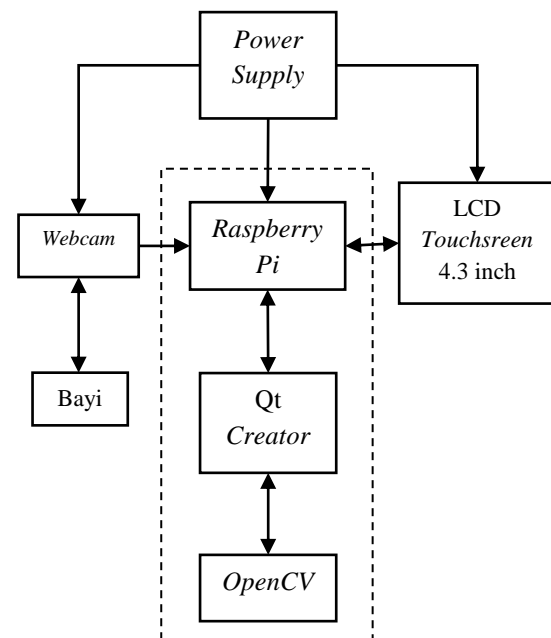 Power
Supply
Webcam
Raspberry
Pi
LCD
Touchsreen
4.3 inch
Bayi
Qt
Creator
OpenCV